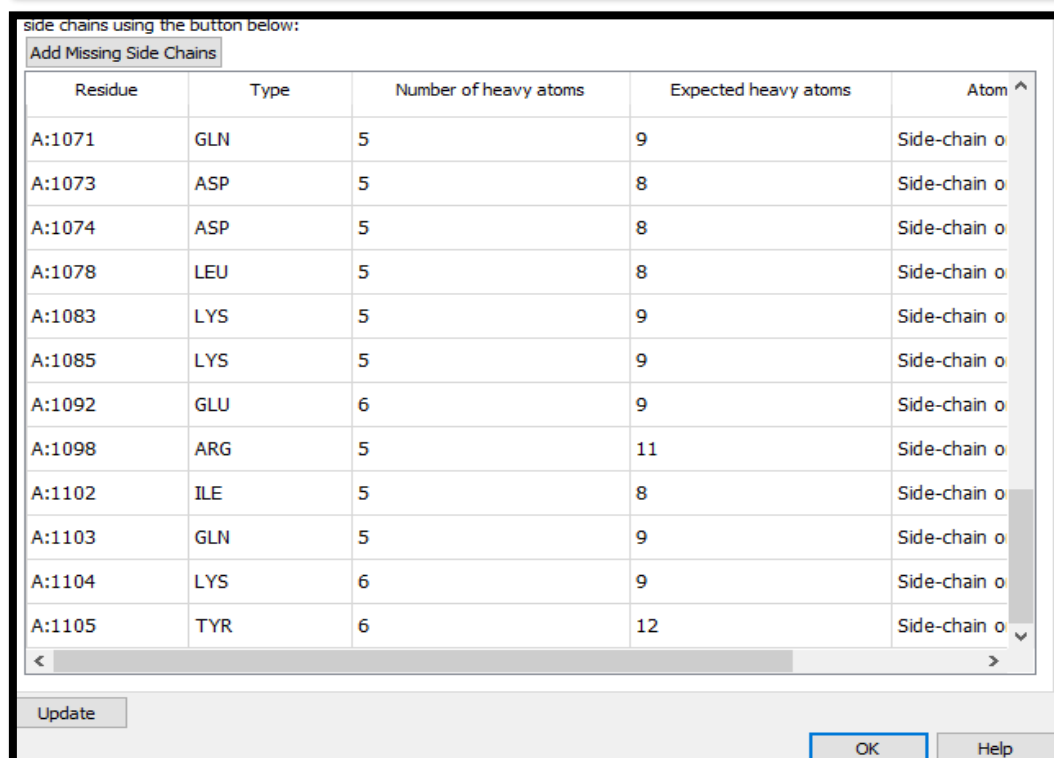 side chains using the button below:
Add Missing Side Chains
Residue Type Number of heavy atoms Expected heavy atoms Atom
A:1071 GLN 5 9 Side-chain o
A:1073 ASP 5 8 Side-chain o
A:1074 ASP 5 8 Side-chain o
A:1078 LEU 5 8 Side-chain o
A:1083 LYS 5 9 Side-chain o
A:1085 LYS 5 9 Side-chain o
A:1092 GLU 6 9 Side-chain o
A:1098 ARG 5 11 Side-chain o
A:1102 ILE 5 8 Side-chain o
A:1103 GLN 5 9 Side-chain o
A:1104 LYS 6 9 Side-chain o
A:1105 TYR 6 12 Side-chain o
Update
OK Help